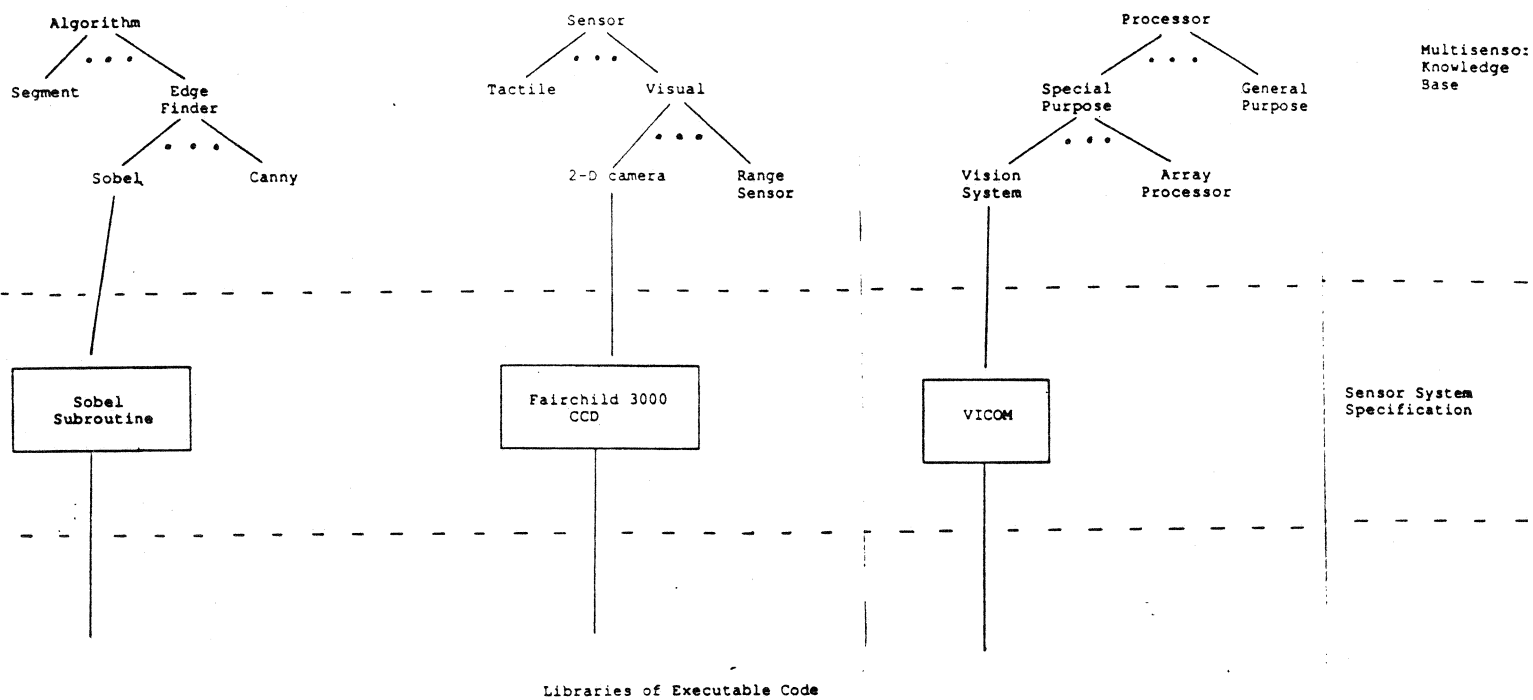 Algorithm
Segment
Edge
Finder
Sobel
Canny
Sensor
Tactile
Visual
2-D camera
Range
Sensor
Processor
Special
Purpose
General
Purpose
Vision
System
Array
Processor
Multisensor
Knowledge
Base
Sobel
Subroutine
Fairchild 3000
CCD
VICOM
Sensor System
Specification
Libraries of Executable Code